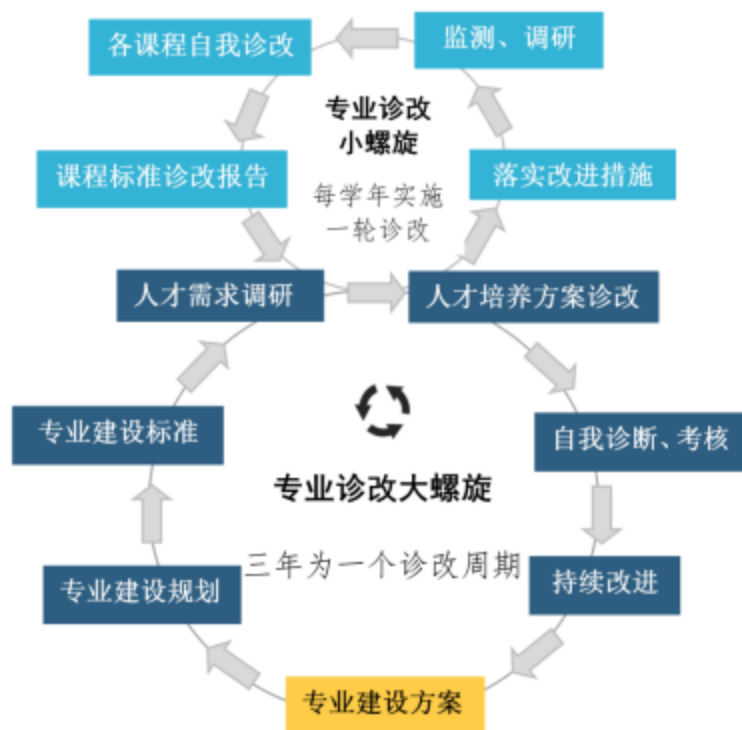 各课程自我诊改
监测、调研
专业诊改
小螺旋
课程标准诊改报告
落实改进措施
每学年实施
一轮诊改
人才需求调研
人才培养方案诊改
专业建设标准
自我诊断、考核
专业诊改大螺旋
三年为一个诊改周期
专业建设规划
持续改进
专业建设方案